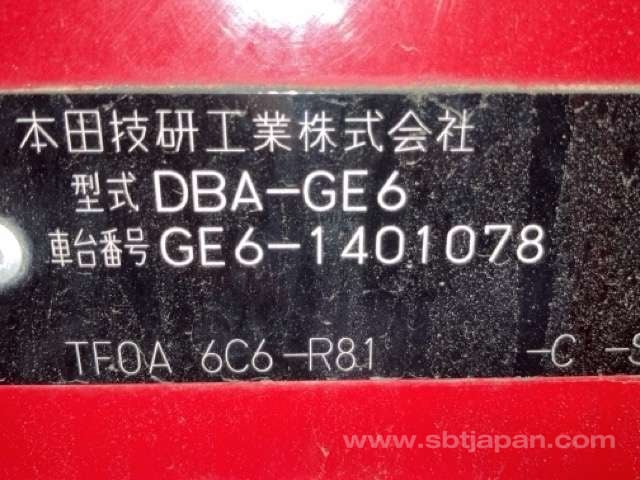 本田技研工業株式会社
型式 DBA-GE6
車台番号 GE6-1401078
TF0A 6C6-R81 -C -S
www.sbtjapan.com